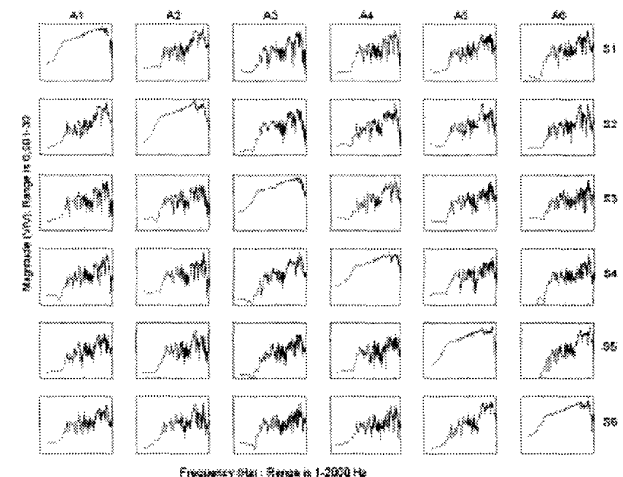 A1 A2 A3 A4 A5 A6
S1
S2
S3
S4
S5
S6
Magnitude (V/V); Range is 0.001-30
Frequency (Hz) : Range is 1-2000 Hz